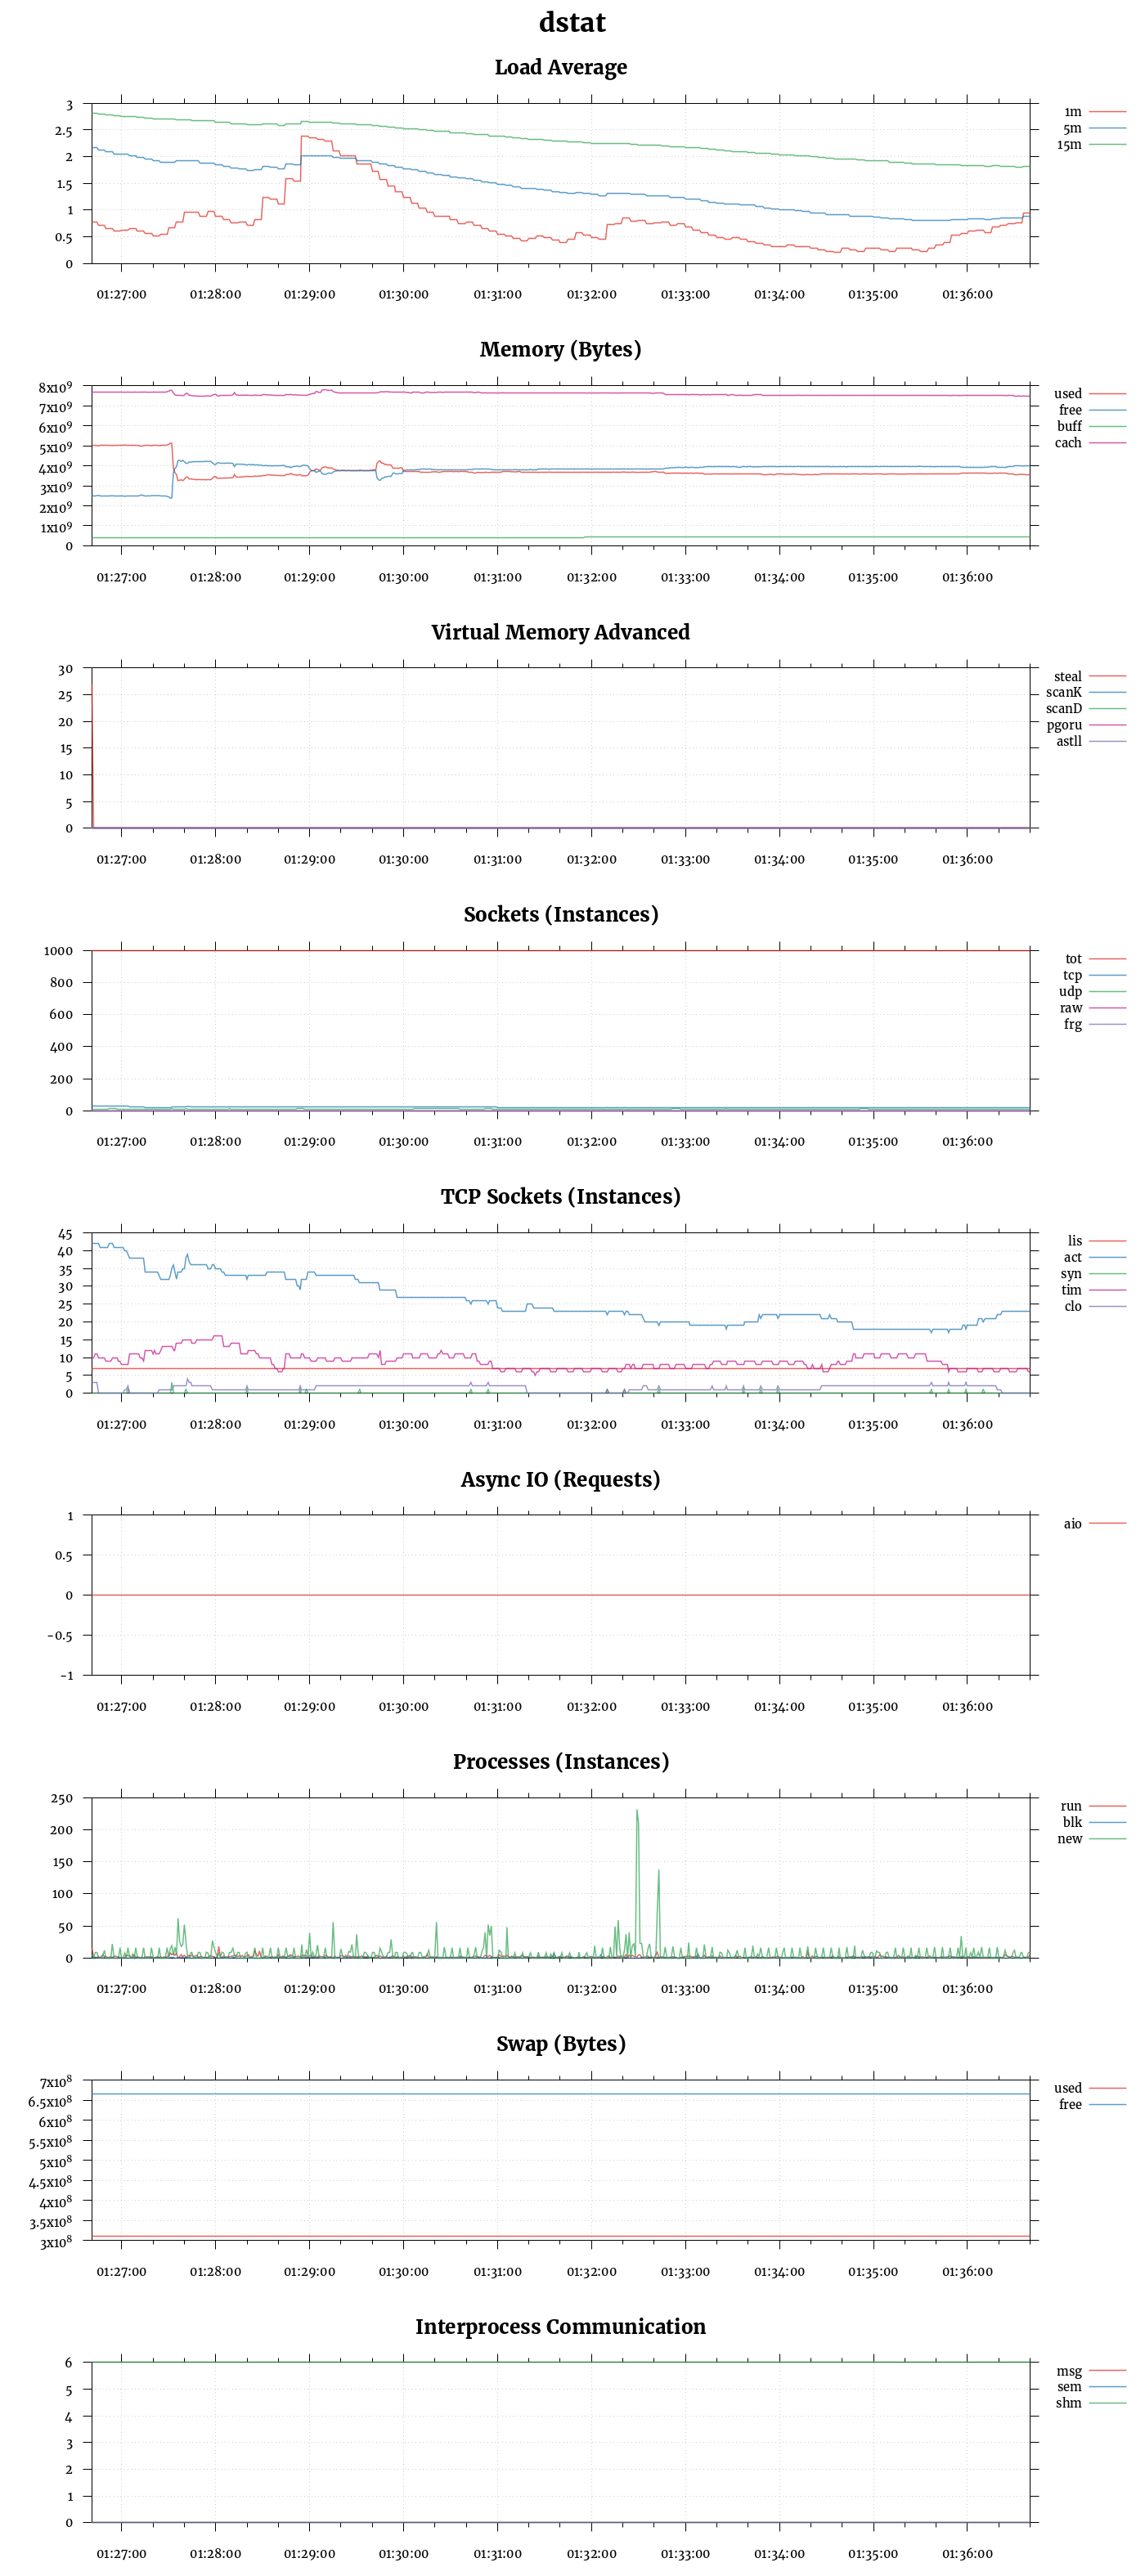 dstat
Load Average
3
2.5
2
1.5
1
0.5
0
1m
5m
15m
01:27:00 01:28:00 01:29:00 01:30:00 01:31:00 01:32:00 01:33:00 01:34:00 01:35:00 01:36:00
Memory (Bytes)
8x10⁹
7x10⁹
6x10⁹
5x10⁹
4x10⁹
3x10⁹
2x10⁹
1x10⁹
0
used
free
buff
cach
01:27:00 01:28:00 01:29:00 01:30:00 01:31:00 01:32:00 01:33:00 01:34:00 01:35:00 01:36:00
Virtual Memory Advanced
30
25
20
15
10
5
0
steal
scanK
scanD
pgoru
astll
01:27:00 01:28:00 01:29:00 01:30:00 01:31:00 01:32:00 01:33:00 01:34:00 01:35:00 01:36:00
Sockets (Instances)
1000
800
600
400
200
0
tot
tcp
udp
raw
frg
01:27:00 01:28:00 01:29:00 01:30:00 01:31:00 01:32:00 01:33:00 01:34:00 01:35:00 01:36:00
TCP Sockets (Instances)
45
40
35
30
25
20
15
10
5
0
lis
act
syn
tim
clo
01:27:00 01:28:00 01:29:00 01:30:00 01:31:00 01:32:00 01:33:00 01:34:00 01:35:00 01:36:00
Async IO (Requests)
1
0.5
0
-0.5
-1
aio
01:27:00 01:28:00 01:29:00 01:30:00 01:31:00 01:32:00 01:33:00 01:34:00 01:35:00 01:36:00
Processes (Instances)
250
200
150
100
50
0
run
blk
new
01:27:00 01:28:00 01:29:00 01:30:00 01:31:00 01:32:00 01:33:00 01:34:00 01:35:00 01:36:00
Swap (Bytes)
7x10⁸
6.5x10⁸
6x10⁸
5.5x10⁸
5x10⁸
4.5x10⁸
4x10⁸
3.5x10⁸
3x10⁸
used
free
01:27:00 01:28:00 01:29:00 01:30:00 01:31:00 01:32:00 01:33:00 01:34:00 01:35:00 01:36:00
Interprocess Communication
6
5
4
3
2
1
0
msg
sem
shm
01:27:00 01:28:00 01:29:00 01:30:00 01:31:00 01:32:00 01:33:00 01:34:00 01:35:00 01:36:00